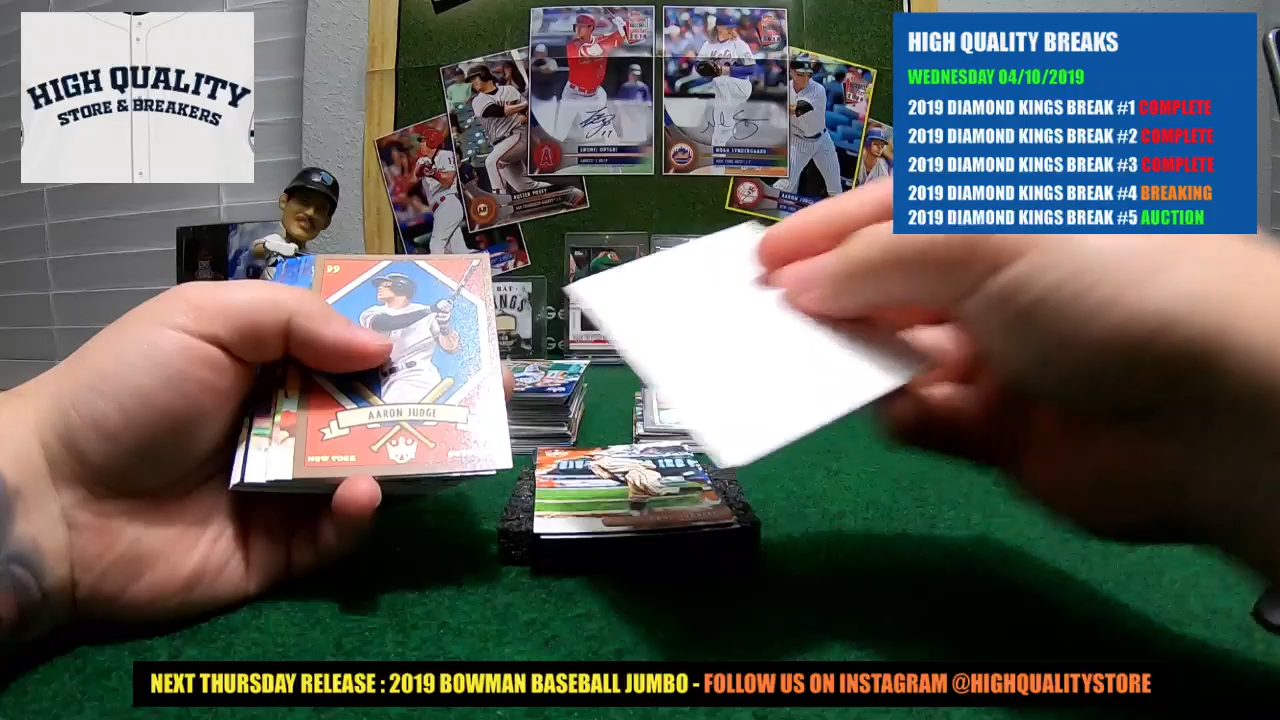 HIGH QUALITY
STORE & BREAKERS
HIGH QUALITY BREAKS
WEDNESDAY 04/10/2019
2019 DIAMOND KINGS BREAK #1 COMPLETE
2019 DIAMOND KINGS BREAK #2 COMPLETE
2019 DIAMOND KINGS BREAK #3 COMPLETE
2019 DIAMOND KINGS BREAK #4 BREAKING
2019 DIAMOND KINGS BREAK #5 AUCTION
BUSTER POSEY
99
AARON JUDGE
NEW YORK
NEXT THURSDAY RELEASE : 2019 BOWMAN BASEBALL JUMBO - FOLLOW US ON INSTAGRAM @HIGHQUALITYSTORE